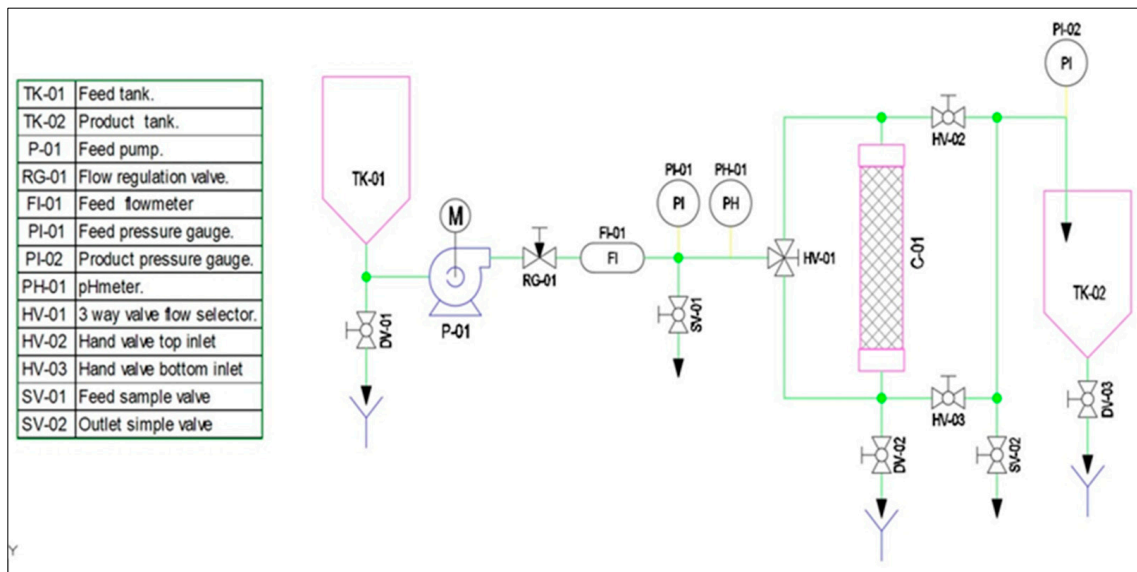 TK-01 Feed tank.
TK-02 Product tank.
P-01 Feed pump.
RG-01 Flow regulation valve.
FI-01 Feed flowmeter
PI-01 Feed pressure gauge.
PI-02 Product pressure gauge.
PH-01 pHmeter.
HV-01 3 way valve flow selector.
HV-02 Hand valve top inlet
HV-03 Hand valve bottom inlet
SV-01 Feed sample valve
SV-02 Outlet simple valve
TK-01
DV-01
M
P-01
RG-01
FI-01
FI
PI-01
PI
PH-01
PH
SV-01
HV-01
C-01
HV-02
HV-03
DV-02
SV-02
PI-02
PI
TK-02
DV-03
Y